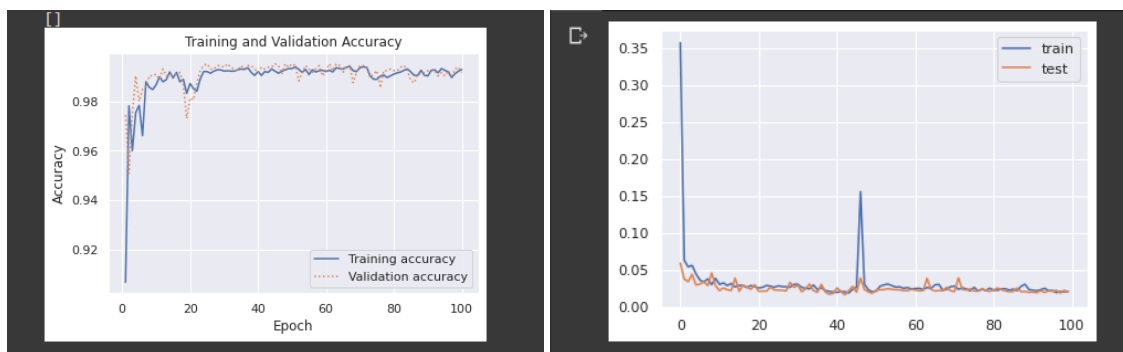 []
Training and Validation Accuracy
0.98
0.96
0.94
0.92
Accuracy
Training accuracy
Validation accuracy
0 20 40 60 80 100
Epoch
0.35
0.30
0.25
0.20
0.15
0.10
0.05
0.00
train
test
0 20 40 60 80 100